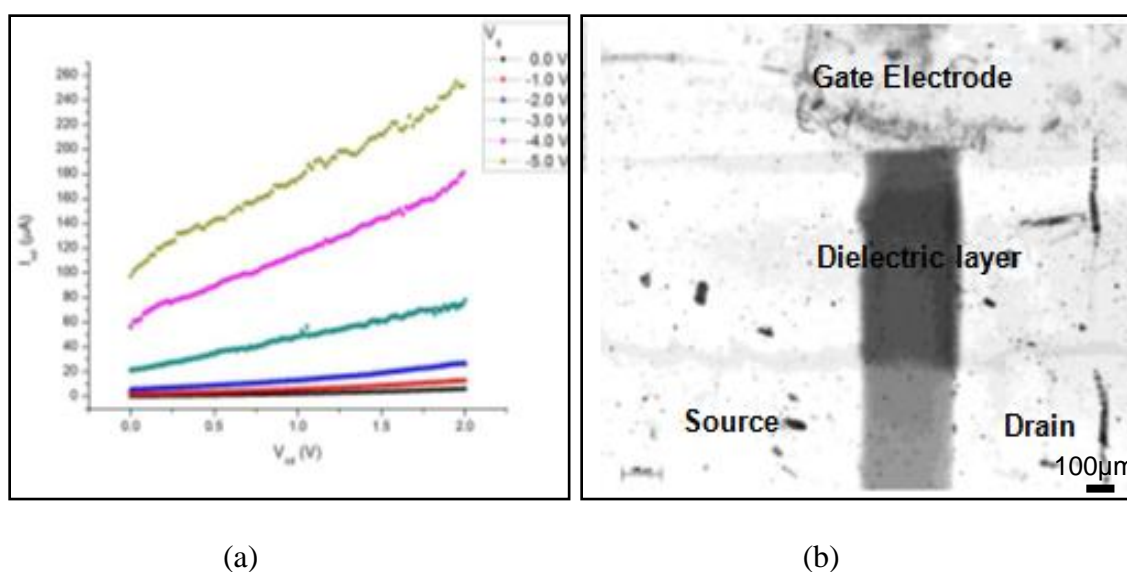 V
g
0.0 V
-1.0 V
-2.0 V
-3.0 V
-4.0 V
-5.0 V
260
240
220
200
180
160
140
120
100
80
60
40
20
0
0.0 0.5 1.0 1.5 2.0
(µA)
(V)
Gate Electrode
Dielectric layer
Source
Drain
100µm
(a)
(b)